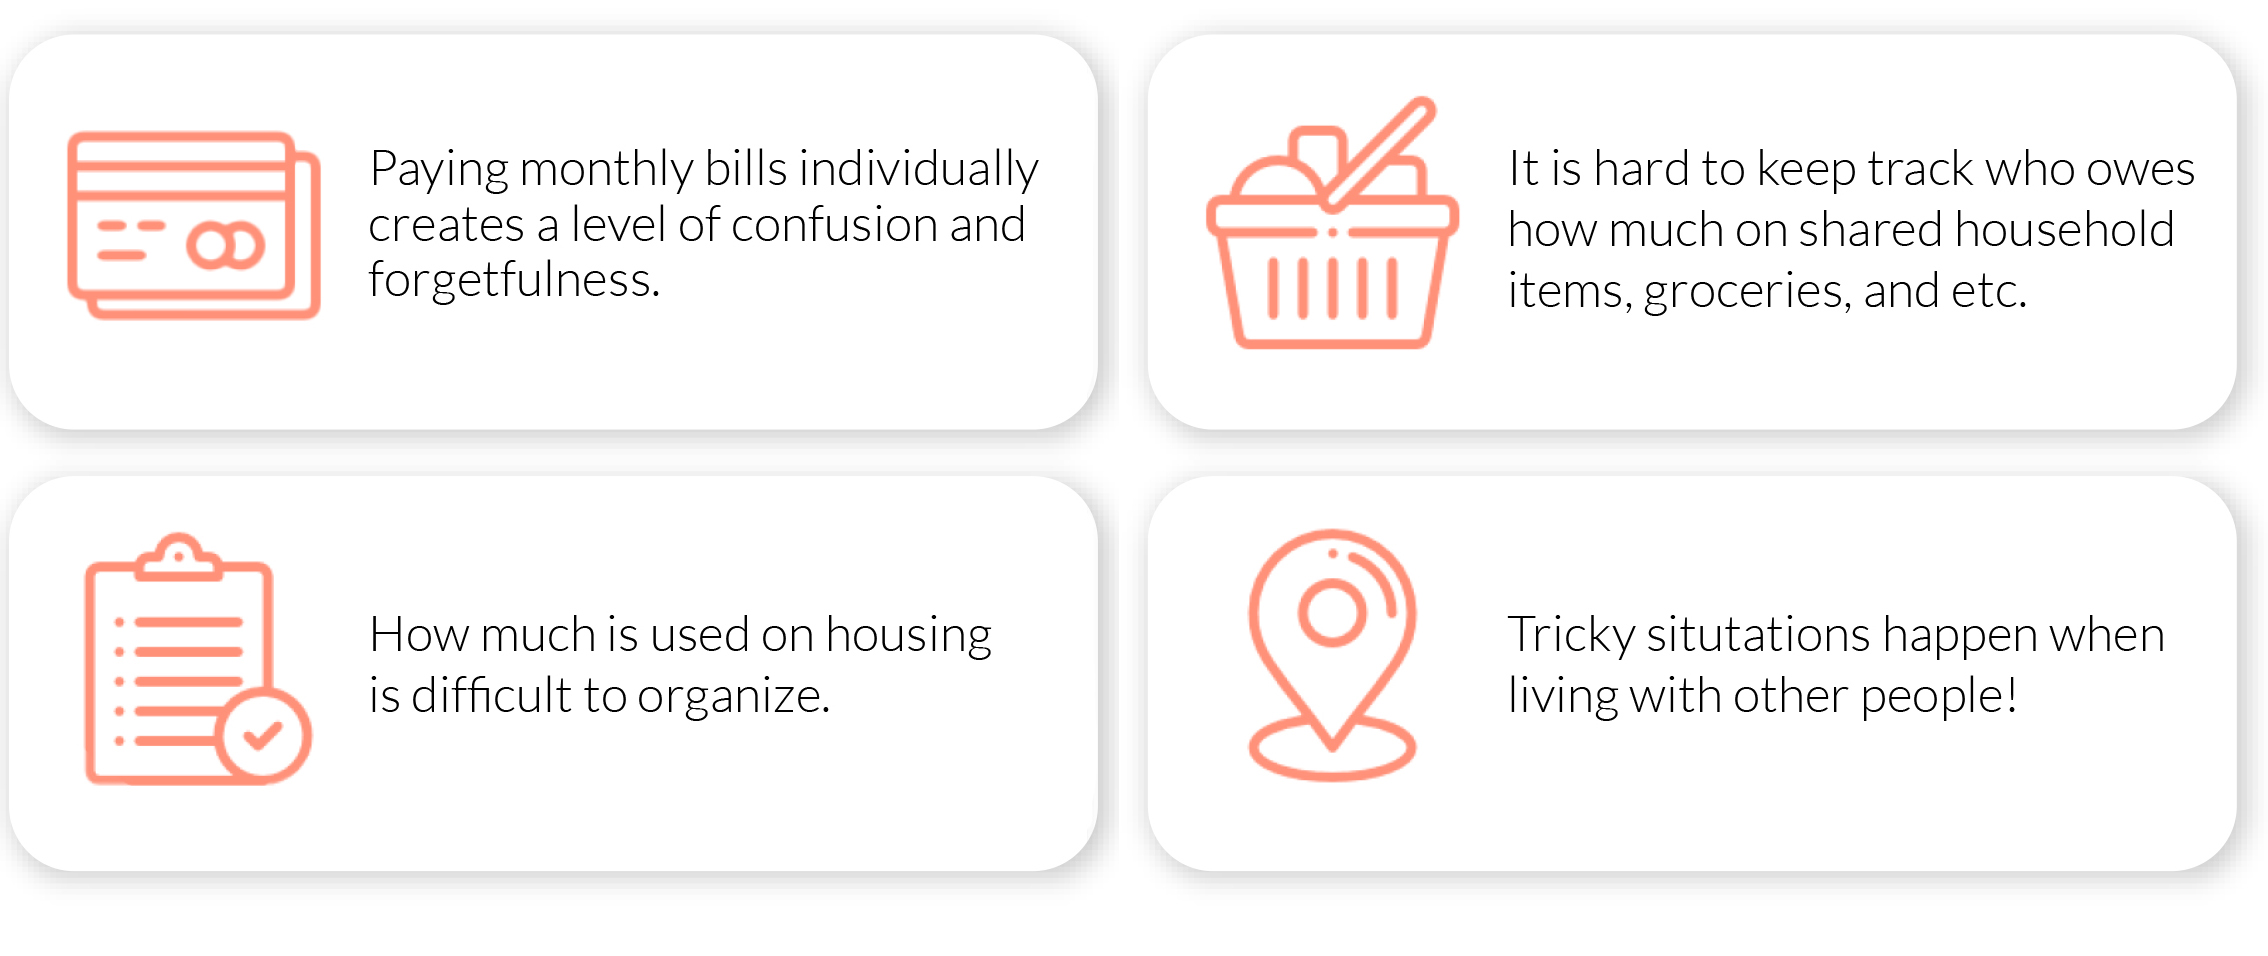 Paying monthly bills individually
creates a level of confusion and
forgetfulness.
It is hard to keep track who owes
how much on shared household
items, groceries, and etc.
How much is used on housing
is difficult to organize.
Tricky situtations happen when
living with other people!